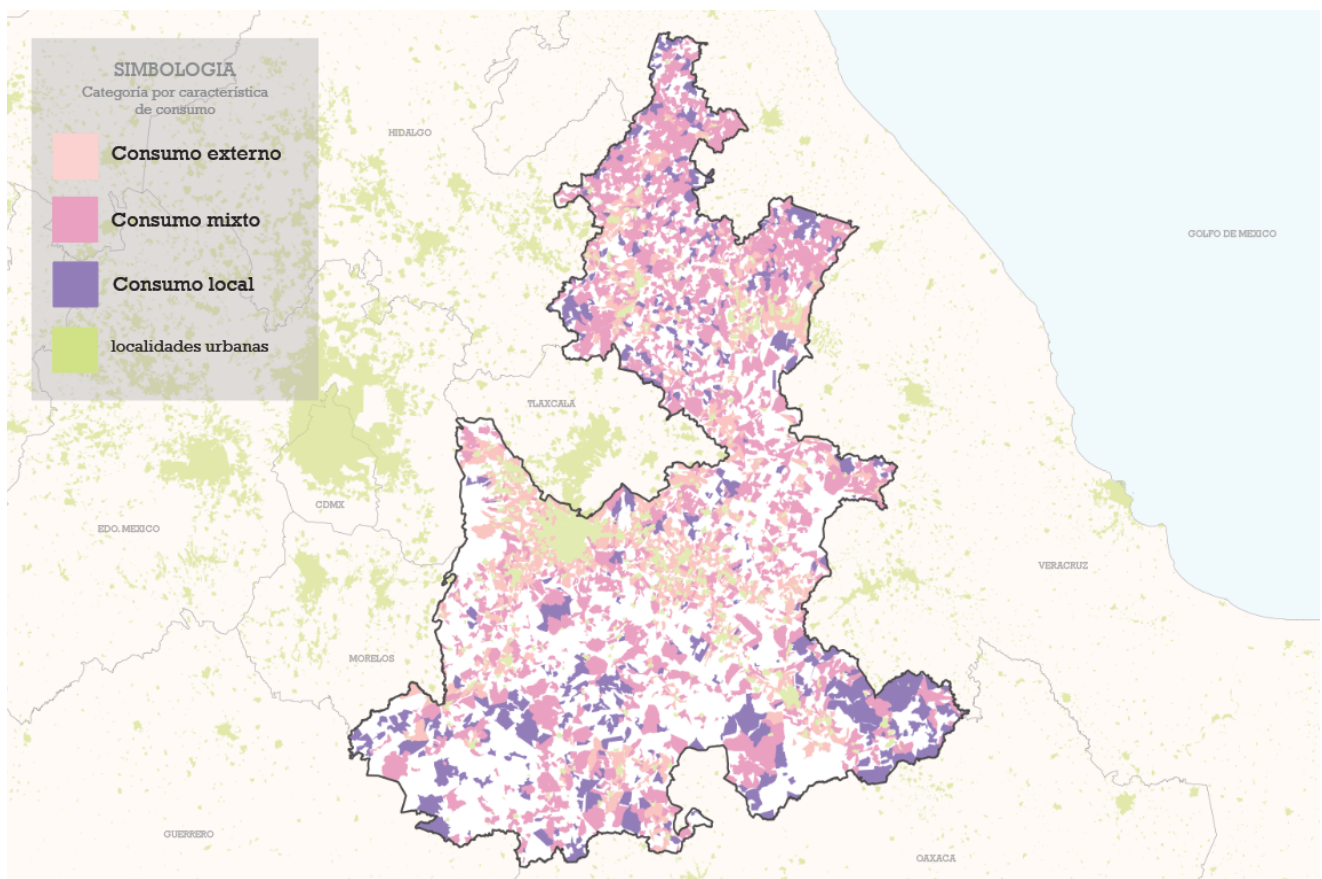 SIMBOLOGIA
Categoría por característica
de consumo
Consumo externo
Consumo mixto
Consumo local
localidades urbanas
HIDALGO
GOLFO DE MEXICO
TLAXCALA
CDMX
EDO. MEXICO
VERACRUZ
MORELOS
GUERRERO
OAXACA